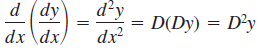 d/dx (dy/dx) = d²y/dx² = D(Dy) = D²y